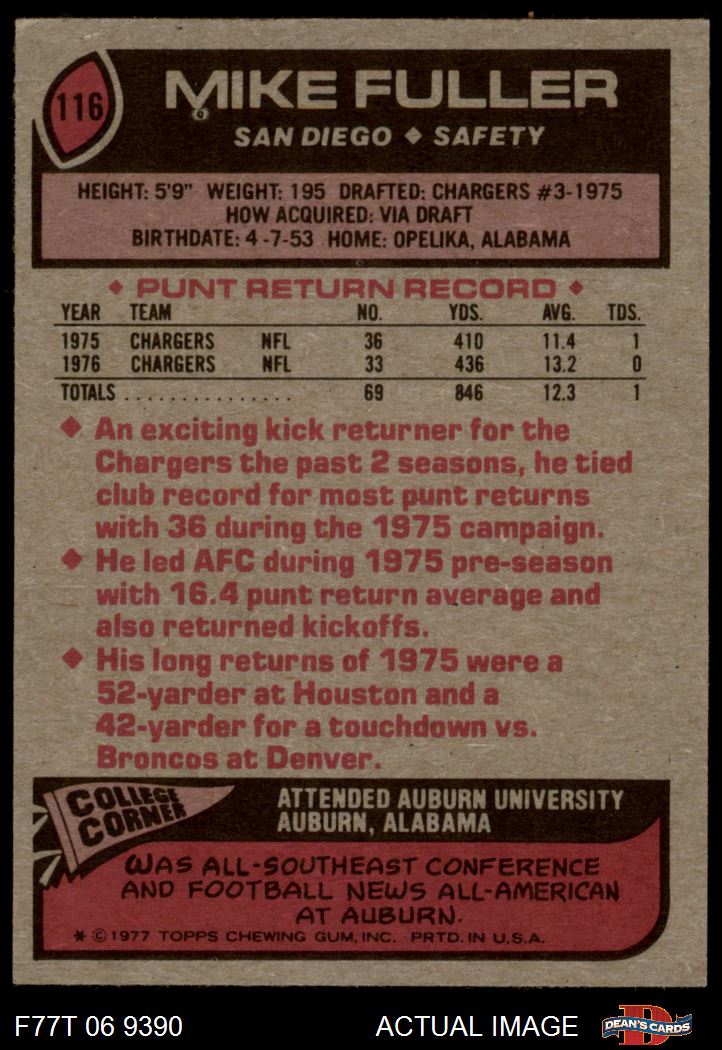 116
MIKE FULLER
SAN DIEGO ◆ SAFETY
HEIGHT: 5'9" WEIGHT: 195 DRAFTED: CHARGERS #3-1975
HOW ACQUIRED: VIA DRAFT
BIRTHDATE: 4-7-53 HOME: OPELIKA, ALABAMA
◆ PUNT RETURN RECORD ◆
YEAR TEAM NO. YDS. AVG. TDS.
1975 CHARGERS NFL 36 410 11.4 1
1976 CHARGERS NFL 33 436 13.2 0
TOTALS . . . . . . . . . . . . . . . 69 846 12.3 1
◆ An exciting kick returner for the
Chargers the past 2 seasons, he tied
club record for most punt returns
with 36 during the 1975 campaign.
◆ He led AFC during 1975 pre-season
with 16.4 punt return average and
also returned kickoffs.
◆ His long returns of 1975 were a
52-yarder at Houston and a
42-yarder for a touchdown vs.
Broncos at Denver.
COLLEGE
CORNER
ATTENDED AUBURN UNIVERSITY
AUBURN, ALABAMA
WAS ALL-SOUTHEAST CONFERENCE
AND FOOTBALL NEWS ALL-AMERICAN
AT AUBURN.
* © 1977 TOPPS CHEWING GUM, INC. PRTD. IN U.S.A.
F77T 06 9390 ACTUAL IMAGE
D
DEAN'S CARDS